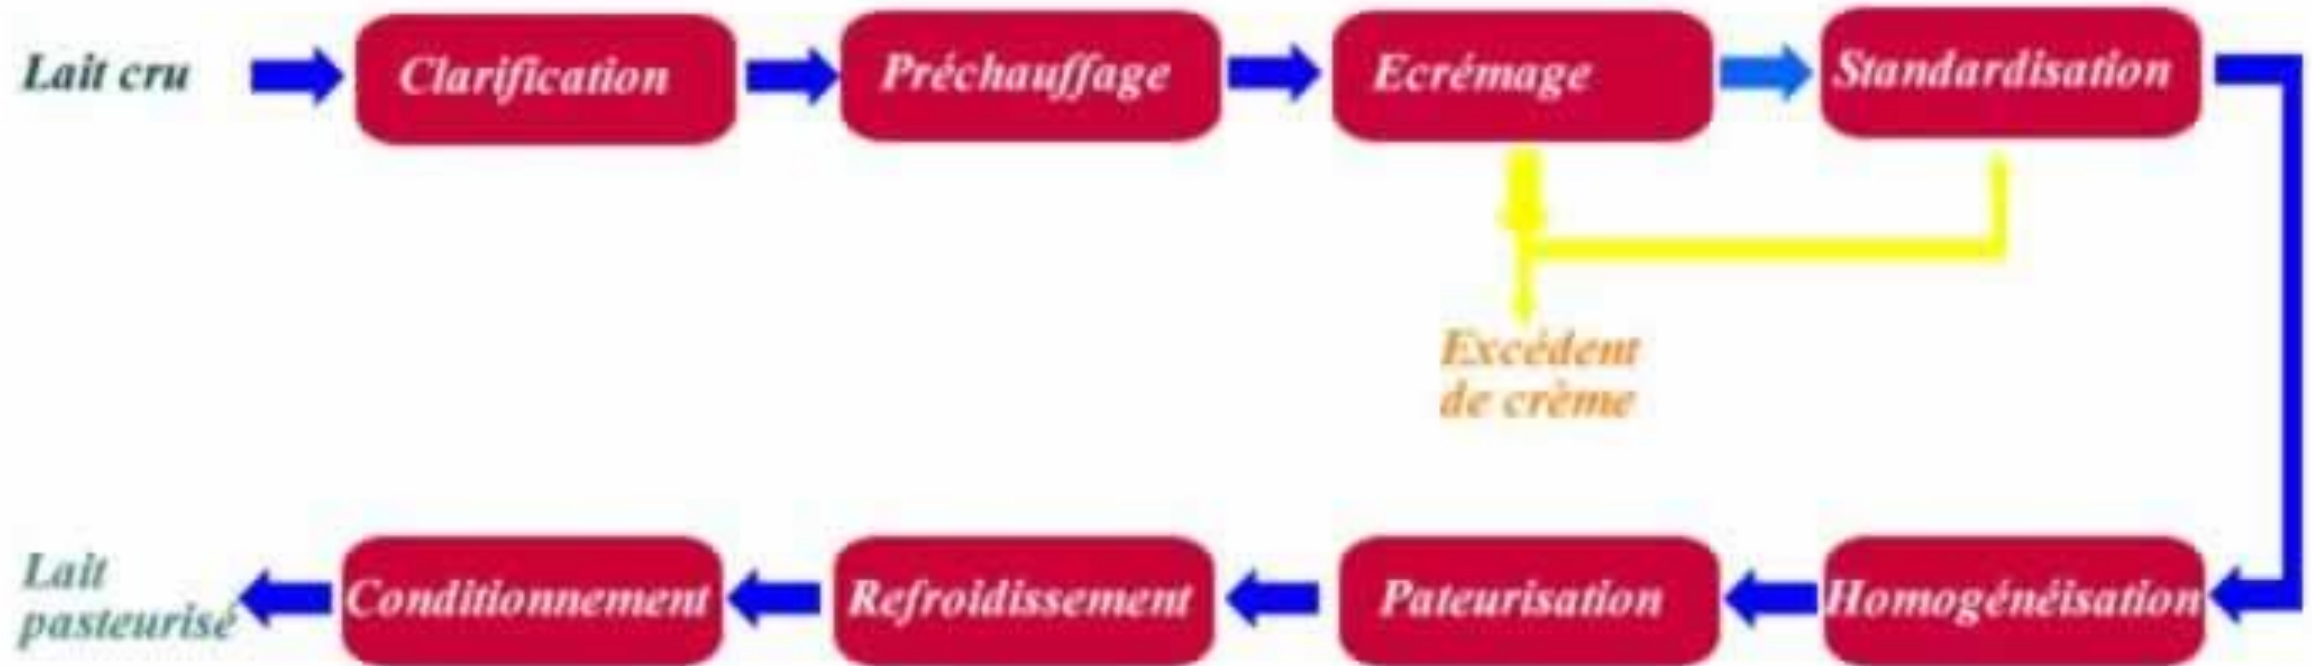 Lait cru
Clarification
Préchauffage
Ecrémage
Standardisation
Excédent
de crème
Homogénéisation
Pateurisation
Refroidissement
Conditionnement
Lait
pasteurisé